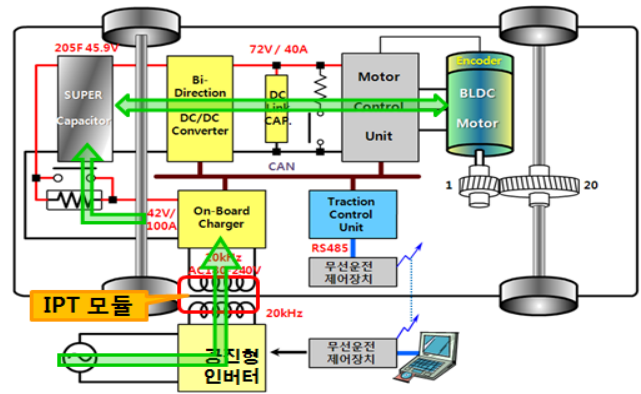 205F 45.9V
72V / 40A
SUPER
Capacitor
Bi-
Direction
DC/DC
Converter
DC
Link
CAP.
Motor
Control
Unit
Encoder
BLDC
Motor
CAN
1
20
42V/
100A
On-Board
Charger
Traction
Control
Unit
RS485
20kHz
무선운전
제어장치
IPT 모듈
20kHz
공진형
인버터
무선운전
제어장치